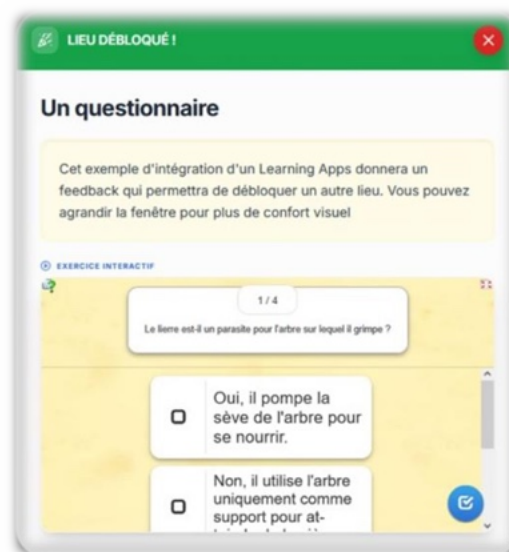 LIEU DÉBLOQUÉ !
Un questionnaire
Cet exemple d'intégration d'un Learning Apps donnera un
feedback qui permettra de débloquer un autre lieu. Vous pouvez
agrandir la fenêtre pour plus de confort visuel
EXERCICE INTERACTIF
1 / 4
Le lierre est-il un parasite pour l'arbre sur lequel il grimpe ?
Oui, il pompe la
sève de l'arbre pour
se nourrir.
Non, il utilise l'arbre
uniquement comme
support pour at-